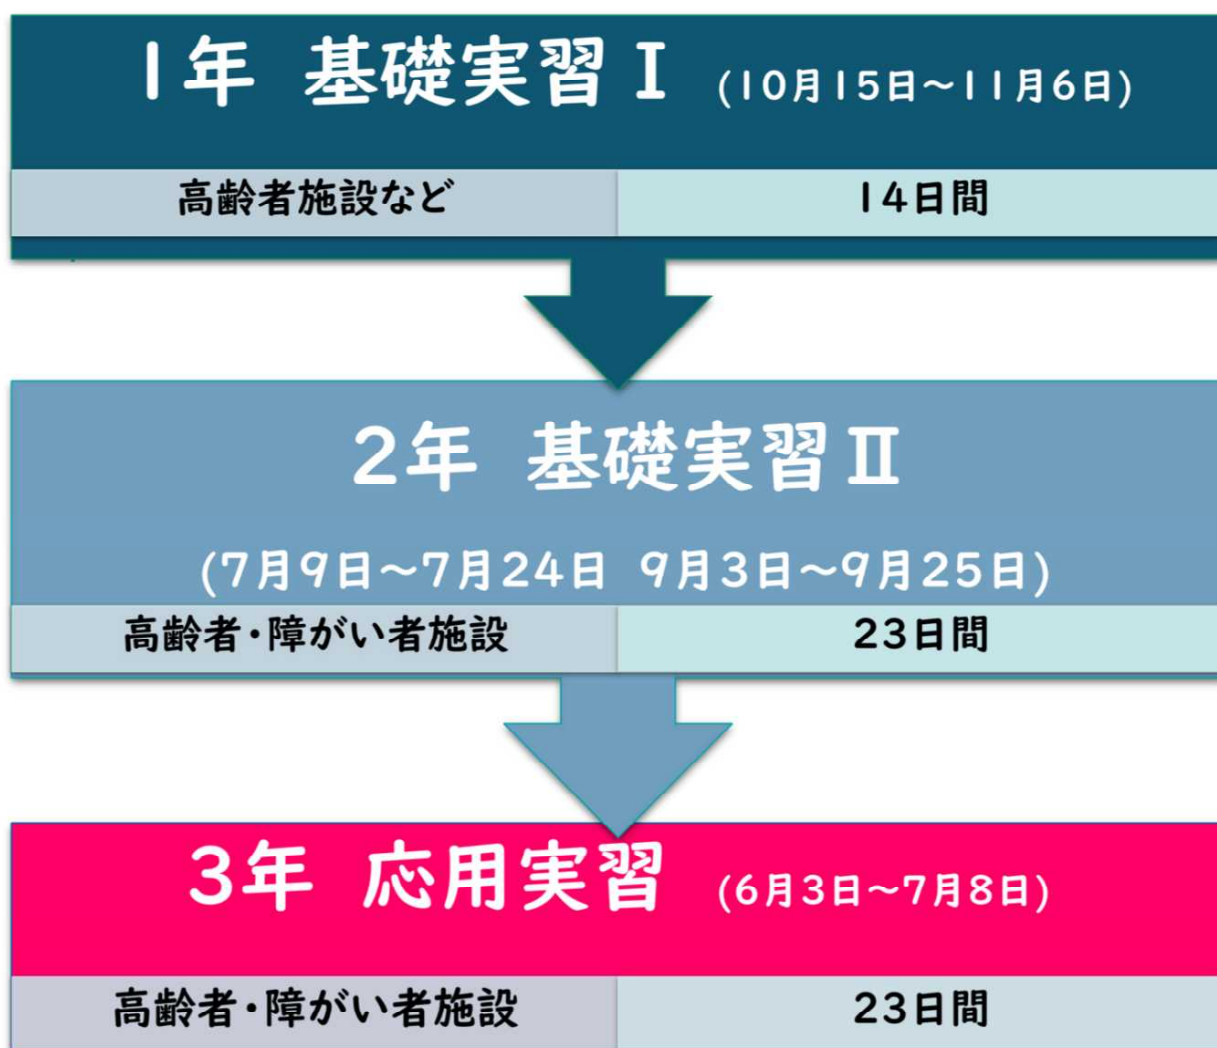 1年 基礎実習Ⅰ (10月15日~11月6日)
高齢者施設など 14日間
2年 基礎実習Ⅱ
(7月9日~7月24日 9月3日~9月25日)
高齢者・障がい者施設 23日間
3年 応用実習 (6月3日~7月8日)
高齢者・障がい者施設 23日間